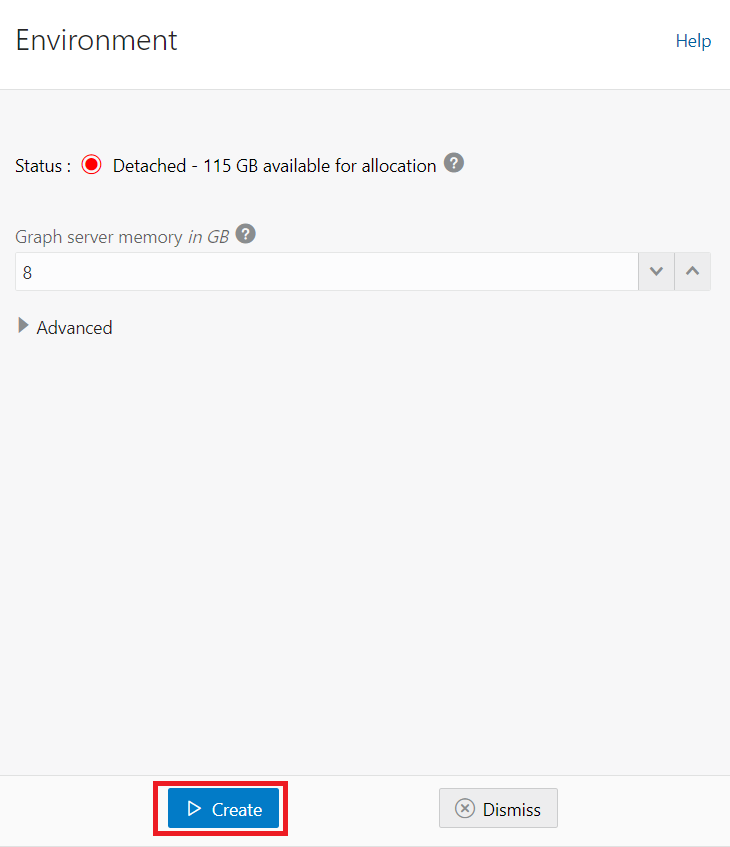 Environment
Help
Status : Detached - 115 GB available for allocation ?
Graph server memory in GB ?
8
Advanced
Create
Dismiss